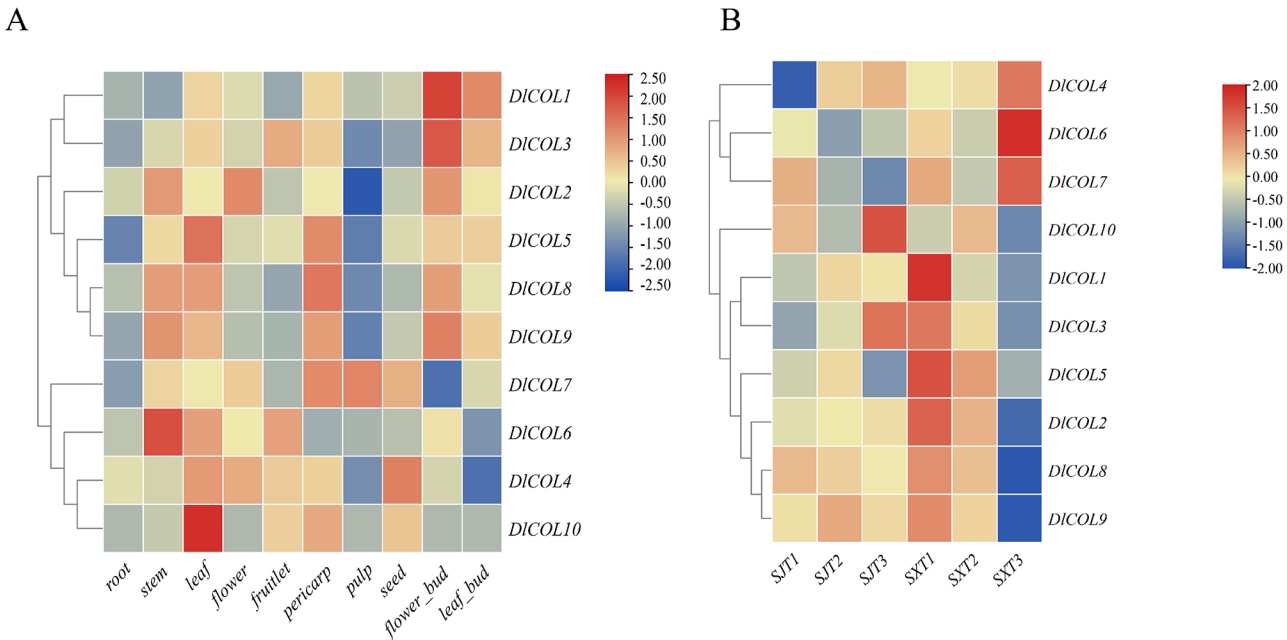 A
DlCOL1
DlCOL3
DlCOL2
DlCOL5
DlCOL8
DlCOL9
DlCOL7
DlCOL6
DlCOL4
DlCOL10
root
stem
leaf
flower
fruitlet
pericarp
pulp
seed
flower_bud
leaf_bud
2.50
2.00
1.50
1.00
0.50
0.00
-0.50
-1.00
-1.50
-2.00
-2.50
B
DlCOL4
DlCOL6
DlCOL7
DlCOL10
DlCOL1
DlCOL3
DlCOL5
DlCOL2
DlCOL8
DlCOL9
SJT1
SJT2
SJT3
SXT1
SXT2
SXT3
2.00
1.50
1.00
0.50
0.00
-0.50
-1.00
-1.50
-2.00